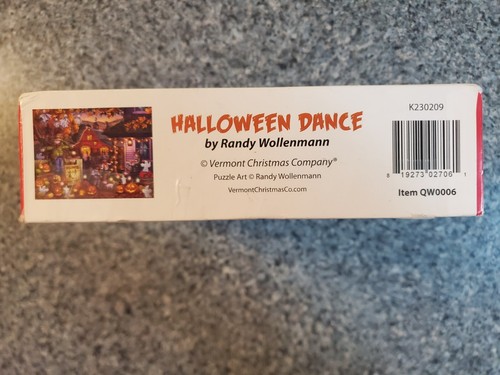 HALLOWEEN DANCE
by Randy Wollenmann
© Vermont Christmas Company®
Puzzle Art © Randy Wollenmann
VermontChristmasCo.com
K230209
8 19273 02706 1
Item QW0006